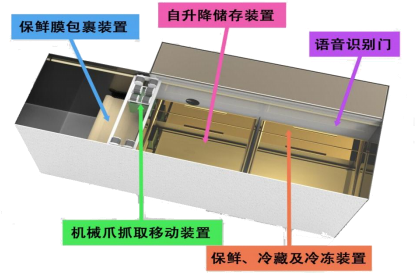 自升降储存装置
保鲜膜包裹装置
语音识别门
机械爪抓取移动装置
保鲜、冷藏及冷冻装置